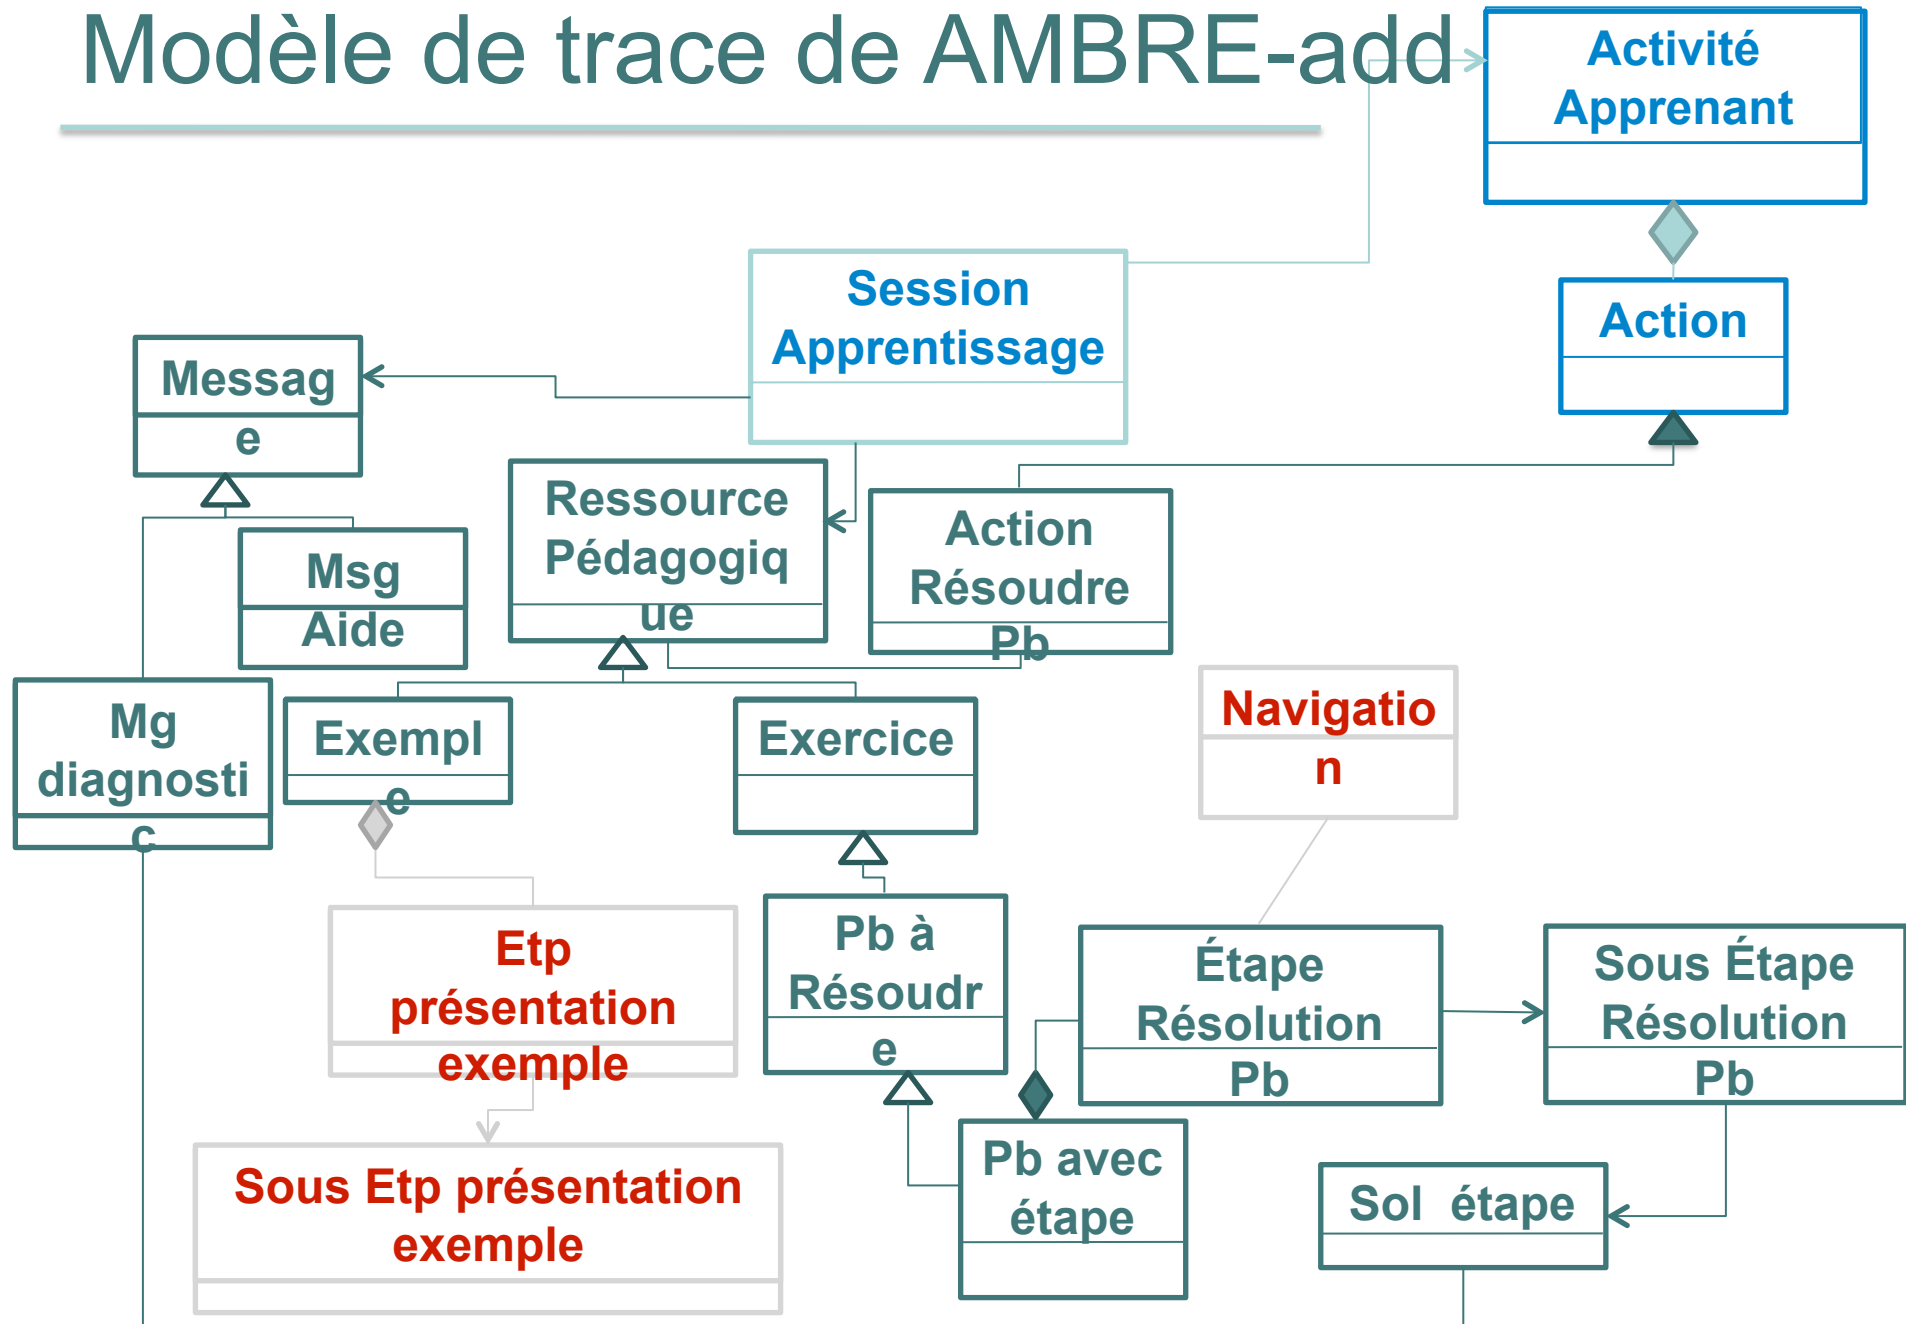 Modèle de trace de AMBRE-add
Activité
Apprenant
Session
Apprentissage
Action
Messag
e
Ressource
Pédagogiq
ue
Action
Résoudre
Pb
Msg
Aide
Mg
diagnosti
c
Exempl
e
Exercice
Navigatio
n
Etp
présentation
exemple
Pb à
Résoudr
e
Étape
Résolution
Pb
Sous Étape
Résolution
Pb
Sous Etp présentation
exemple
Pb avec
étape
Sol étape